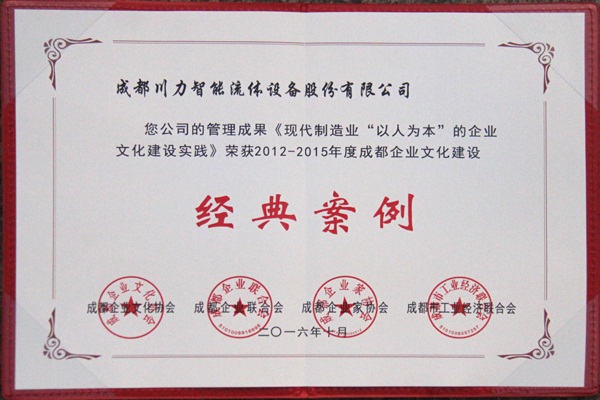 成都川力智能流体设备股份有限公司
您公司的管理成果《现代制造业“以人为本”的企业
文化建设实践》荣获2012-2015年度成都企业文化建设
经典案例
成都企业文化协会 成都企业联合会 成都企业家协会 成都市工业经济联合会
二〇一六年十月